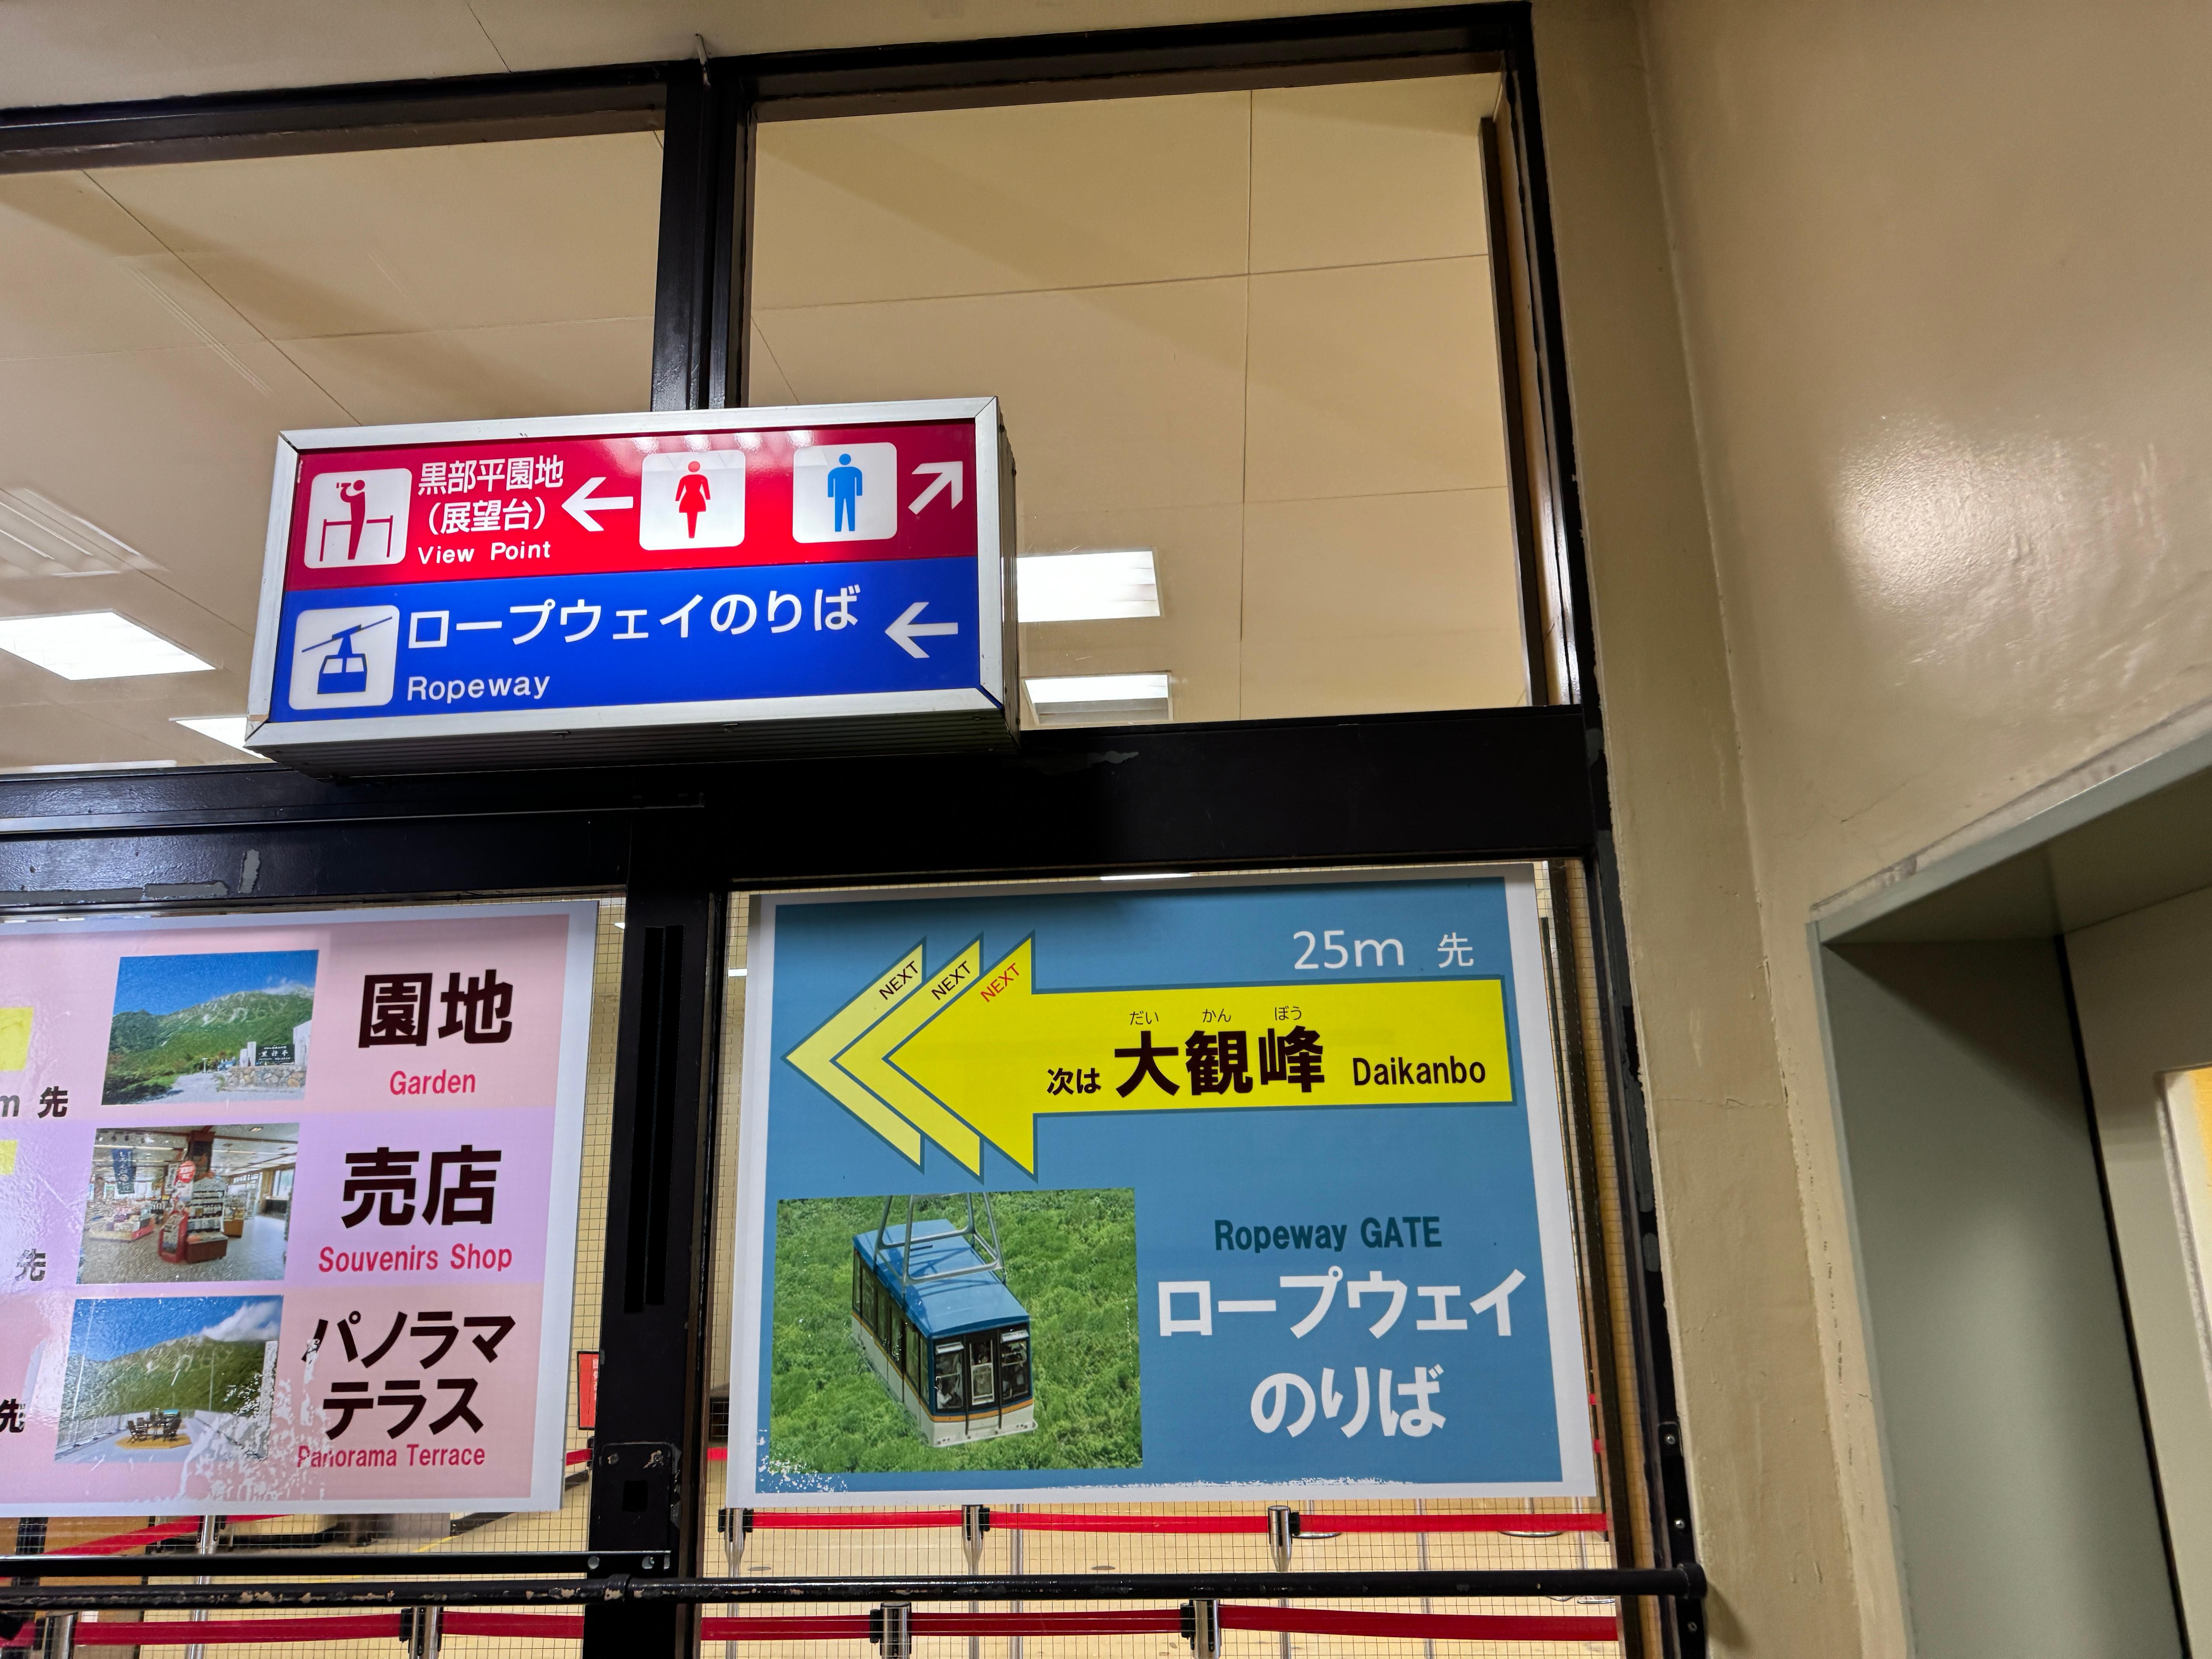 黒部平園地
（展望台）
View Point
ロープウェイのりば
Ropeway
園地
Garden
m 先
売店
Souvenirs Shop
先
パノラマ
テラス
Panorama Terrace
先
25m 先
NEXT NEXT NEXT
だい かん ぼう
次は 大観峰 Daikanbo
Ropeway GATE
ロープウェイ
のりば